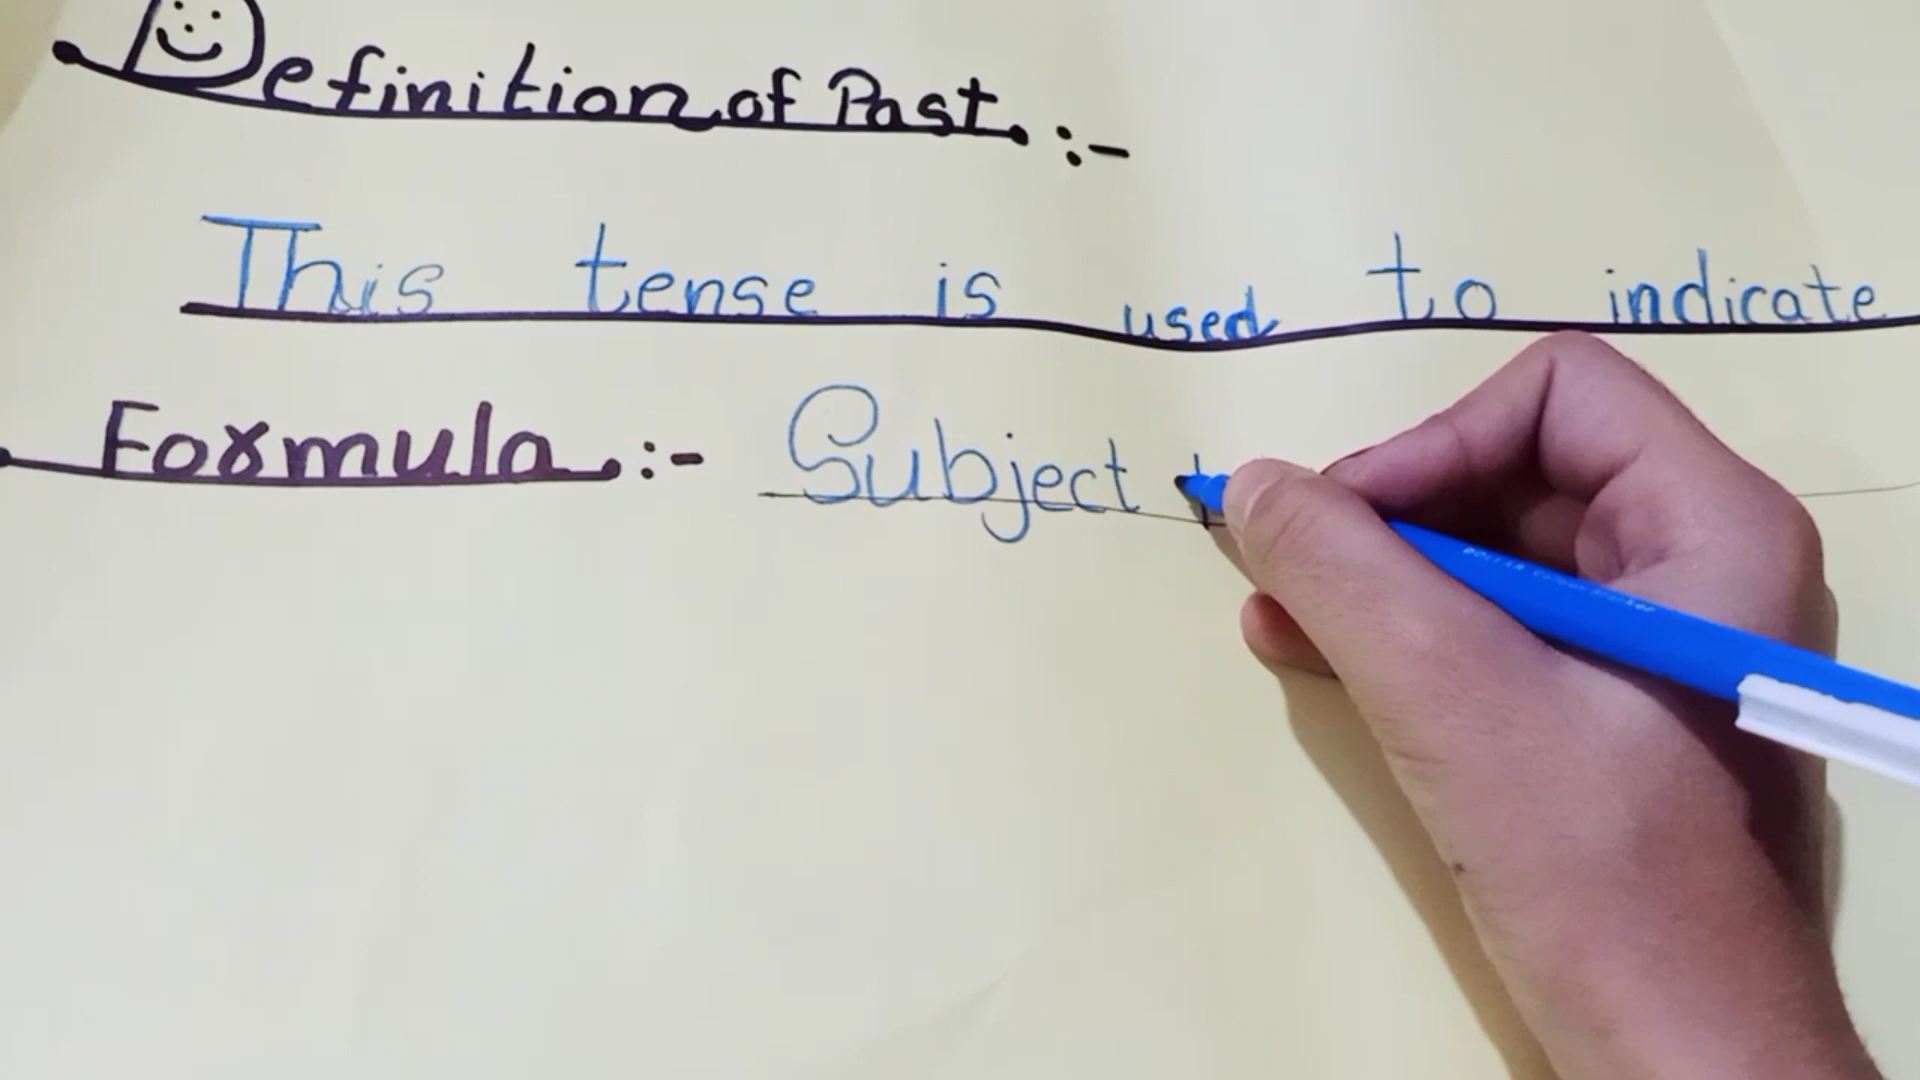 Definition of Past :-
This tense is used to indicate
Formula :- Subject +